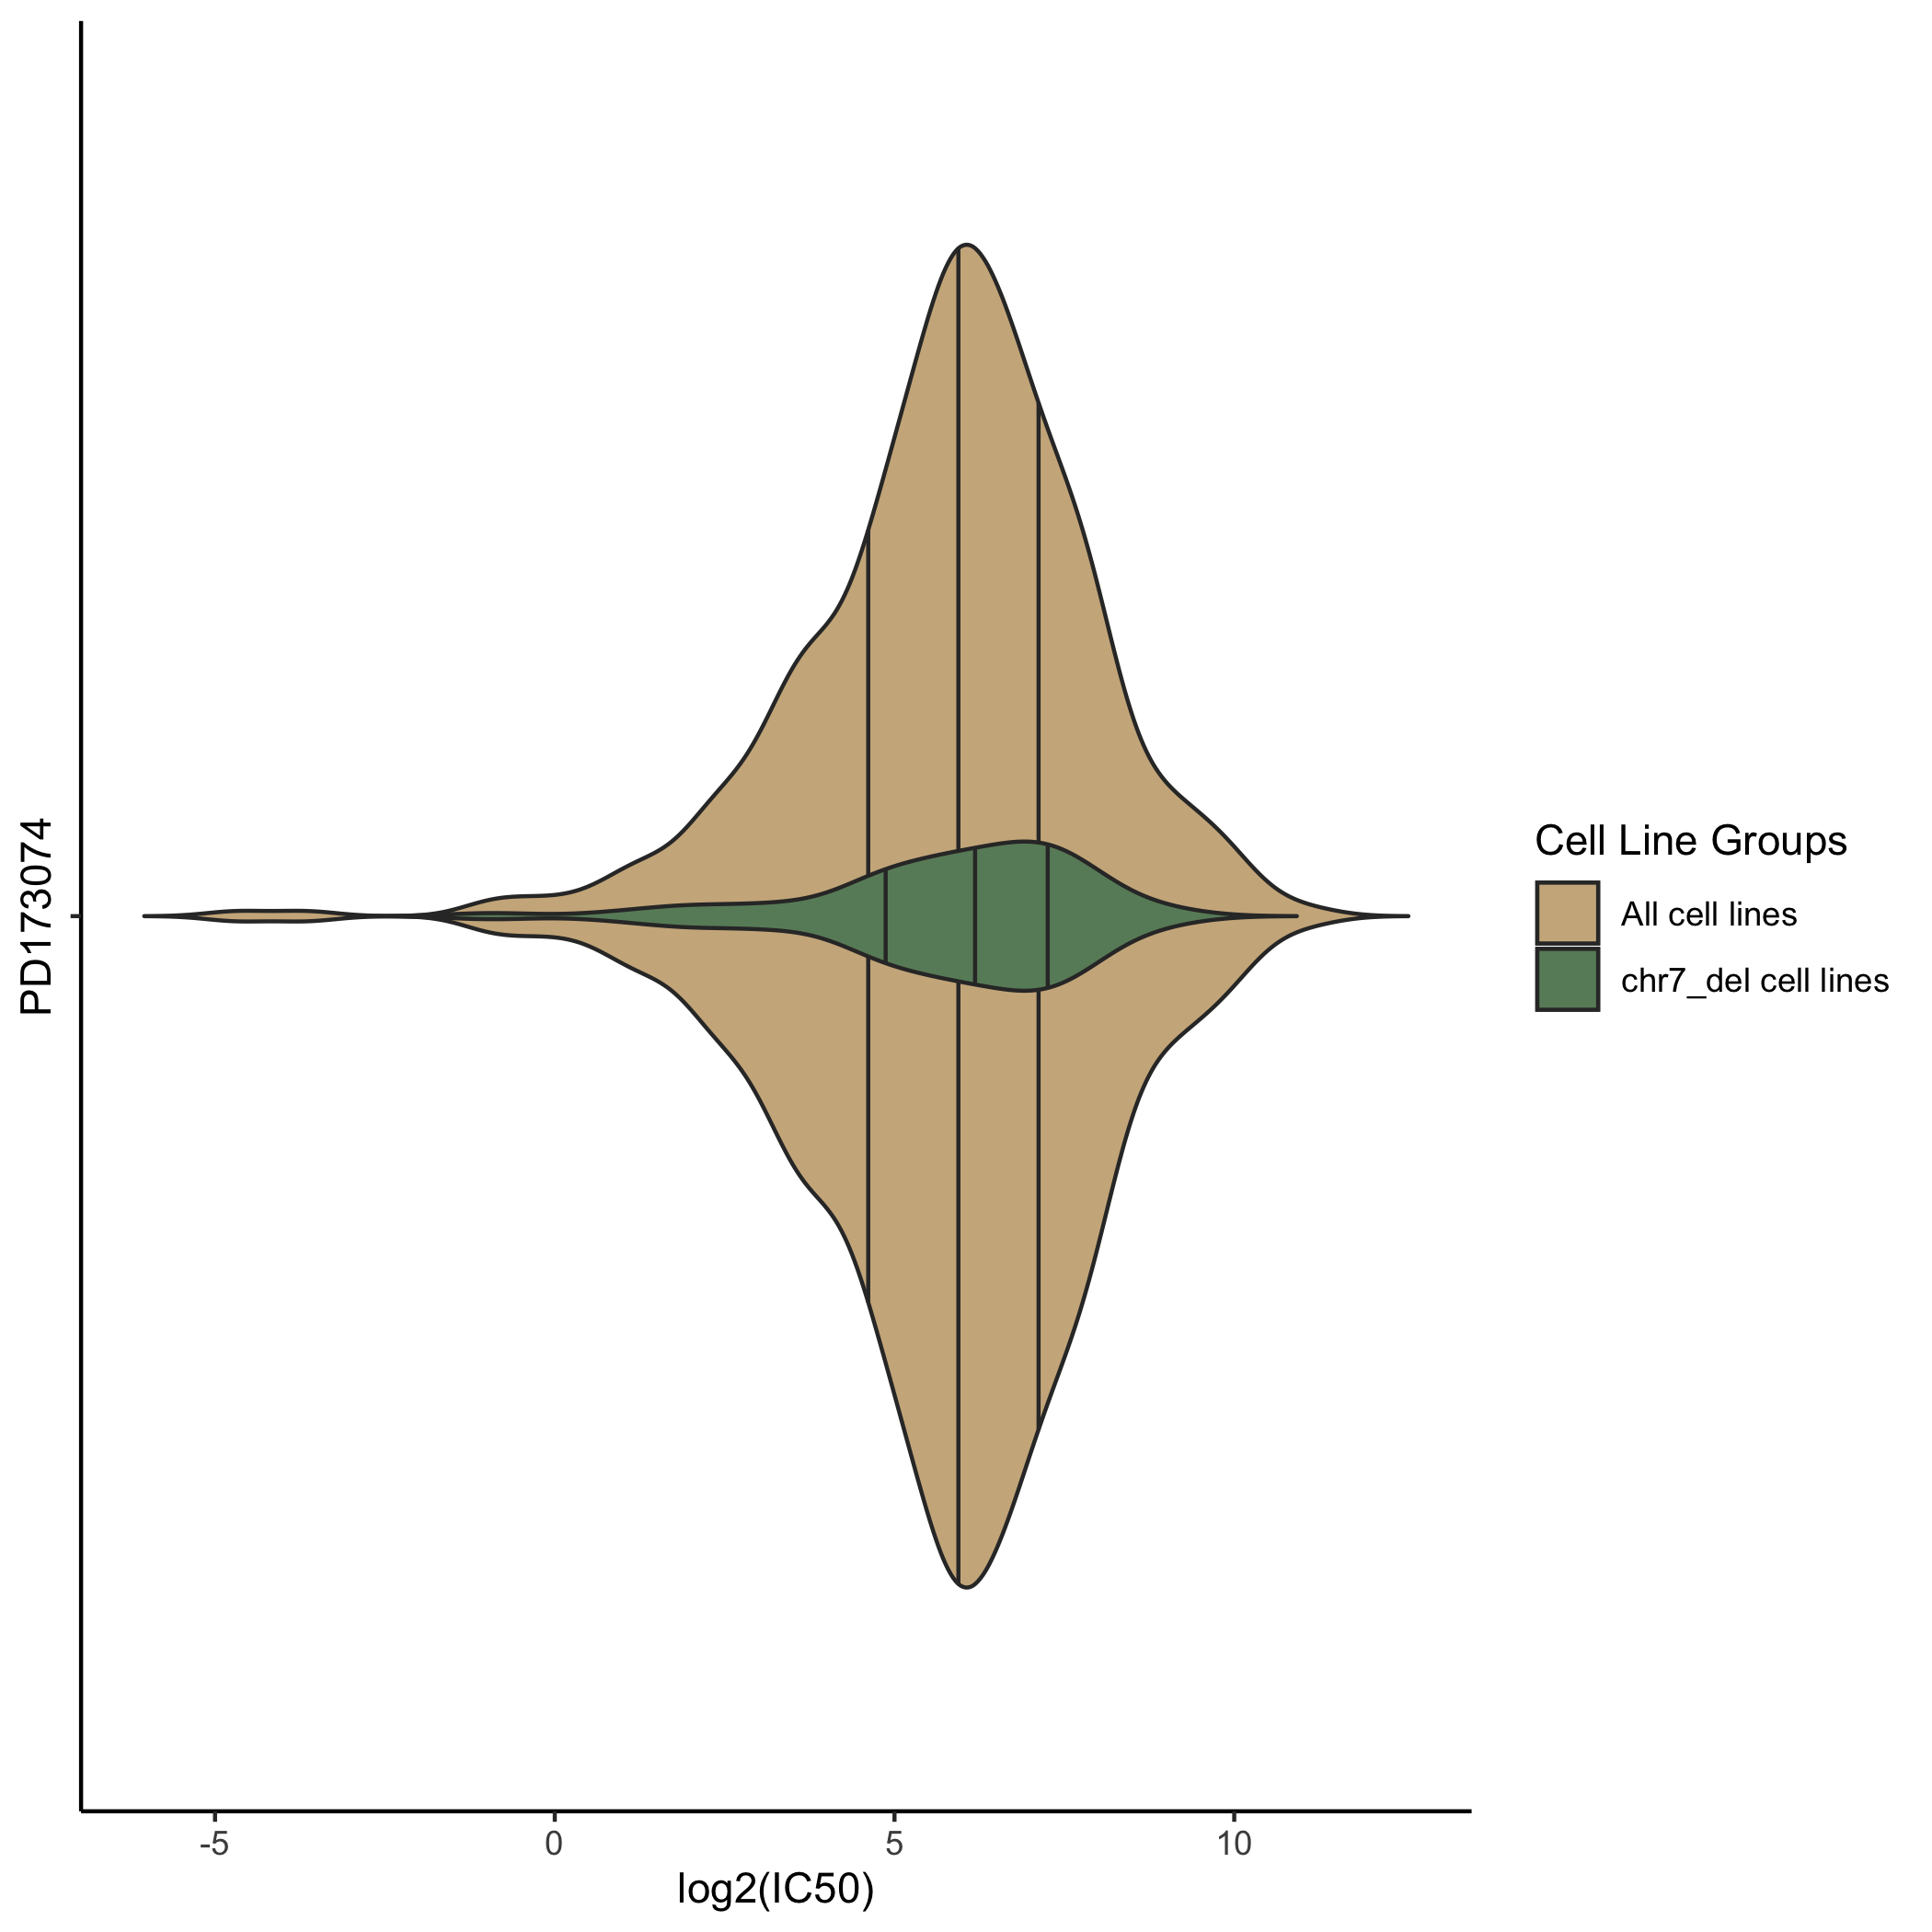 PD173074
Cell Line Groups
All cell lines
chr7_del cell lines
-5 0 5 10
log2(IC50)